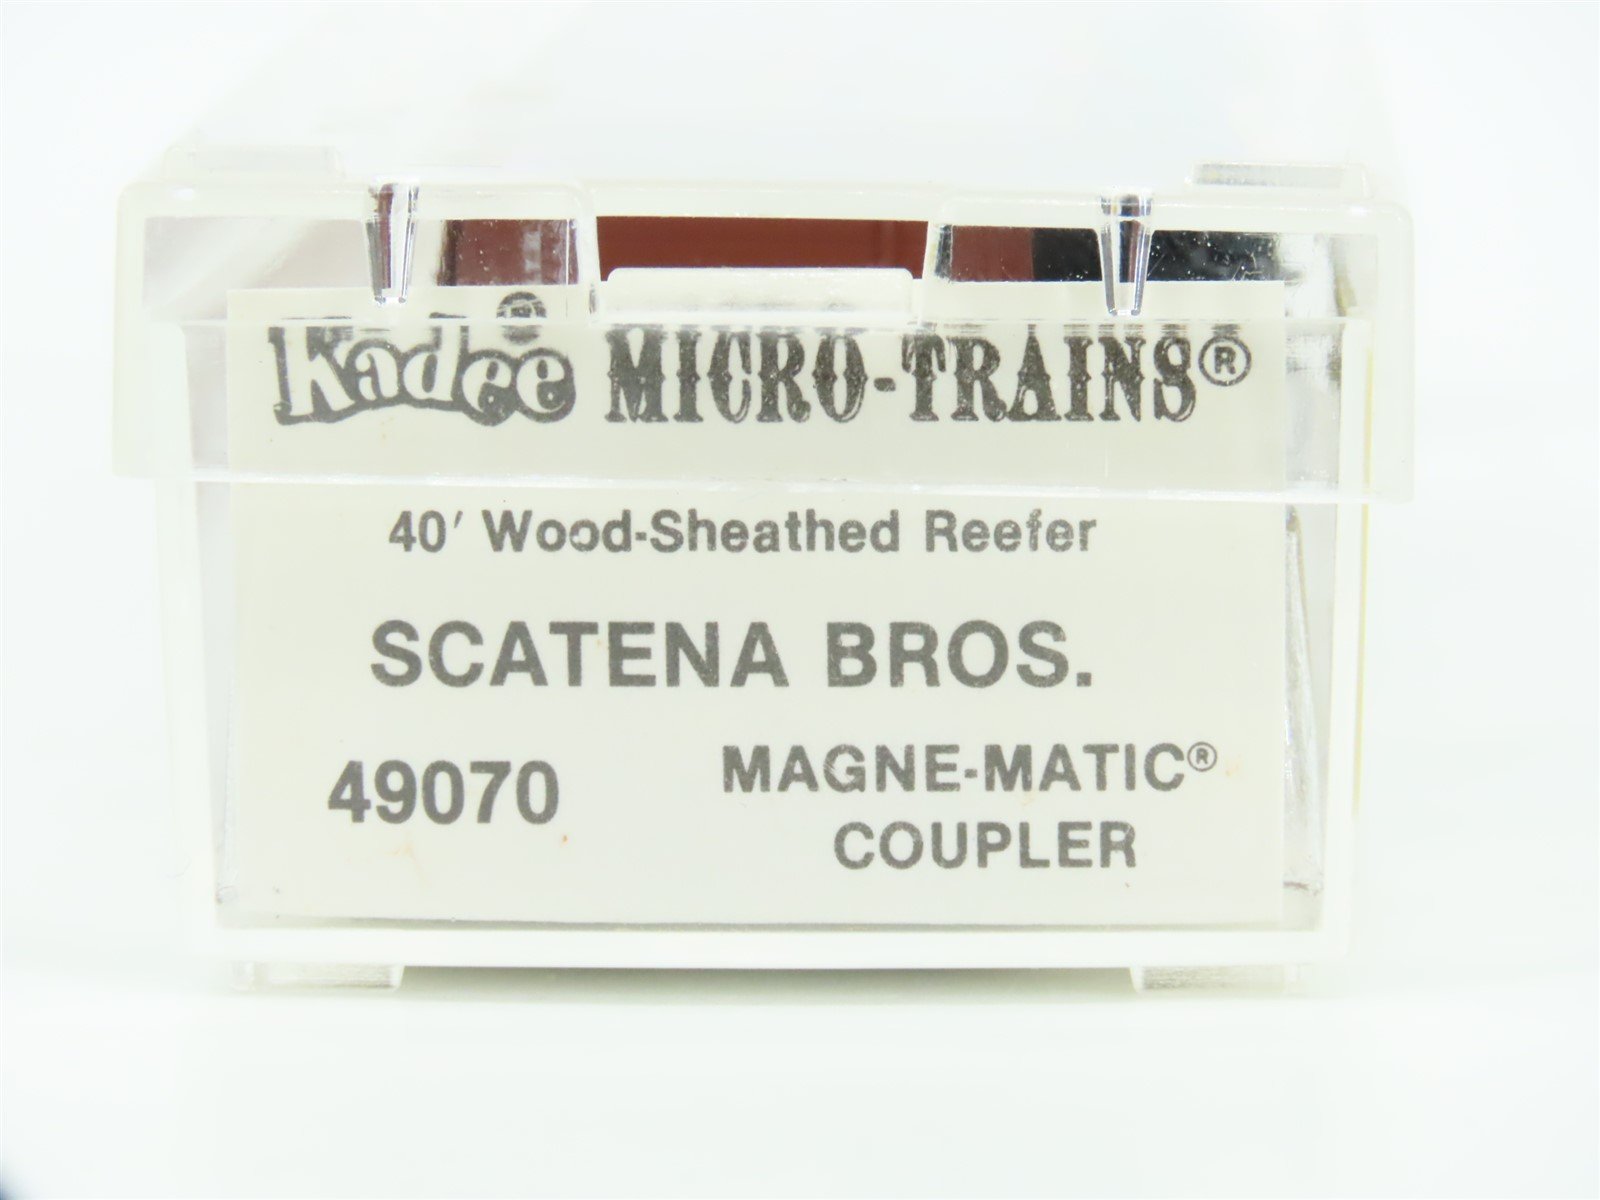 Kadee® MICRO-TRAINS®
40' Wood-Sheathed Reefer
SCATENA BROS.
49070 MAGNE-MATIC®
COUPLER